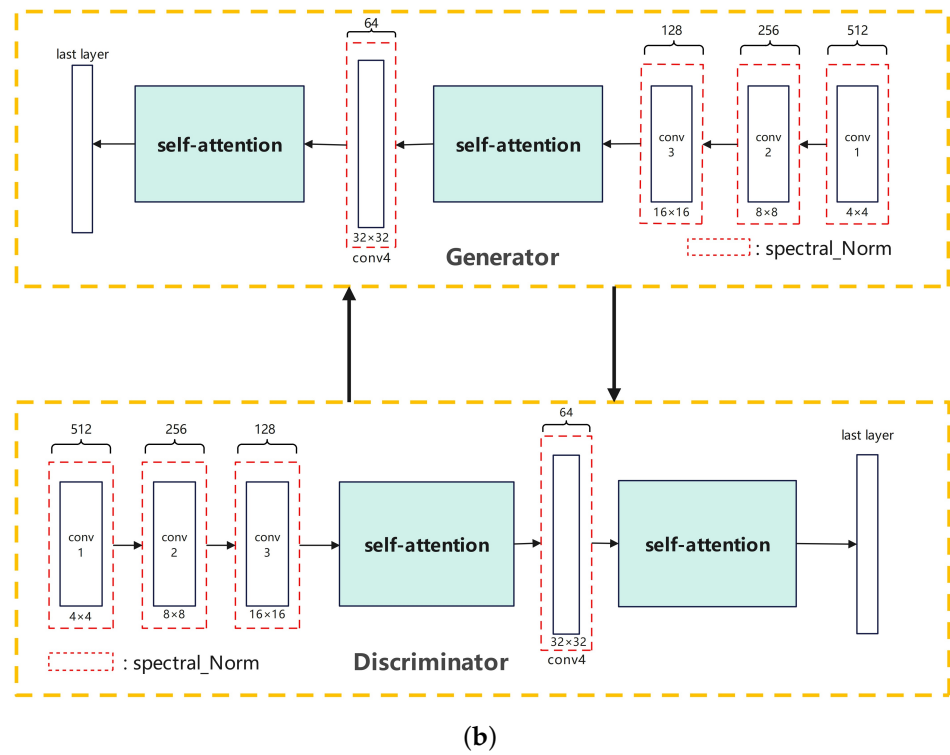 64
128
256
512
last layer
self-attention
self-attention
conv
3
conv
2
conv
1
16×16
8×8
4×4
32×32
conv4
Generator
: spectral_Norm
512
256
128
64
last layer
conv
1
conv
2
conv
3
self-attention
self-attention
4×4
8×8
16×16
32×32
conv4
: spectral_Norm
Discriminator
(b)